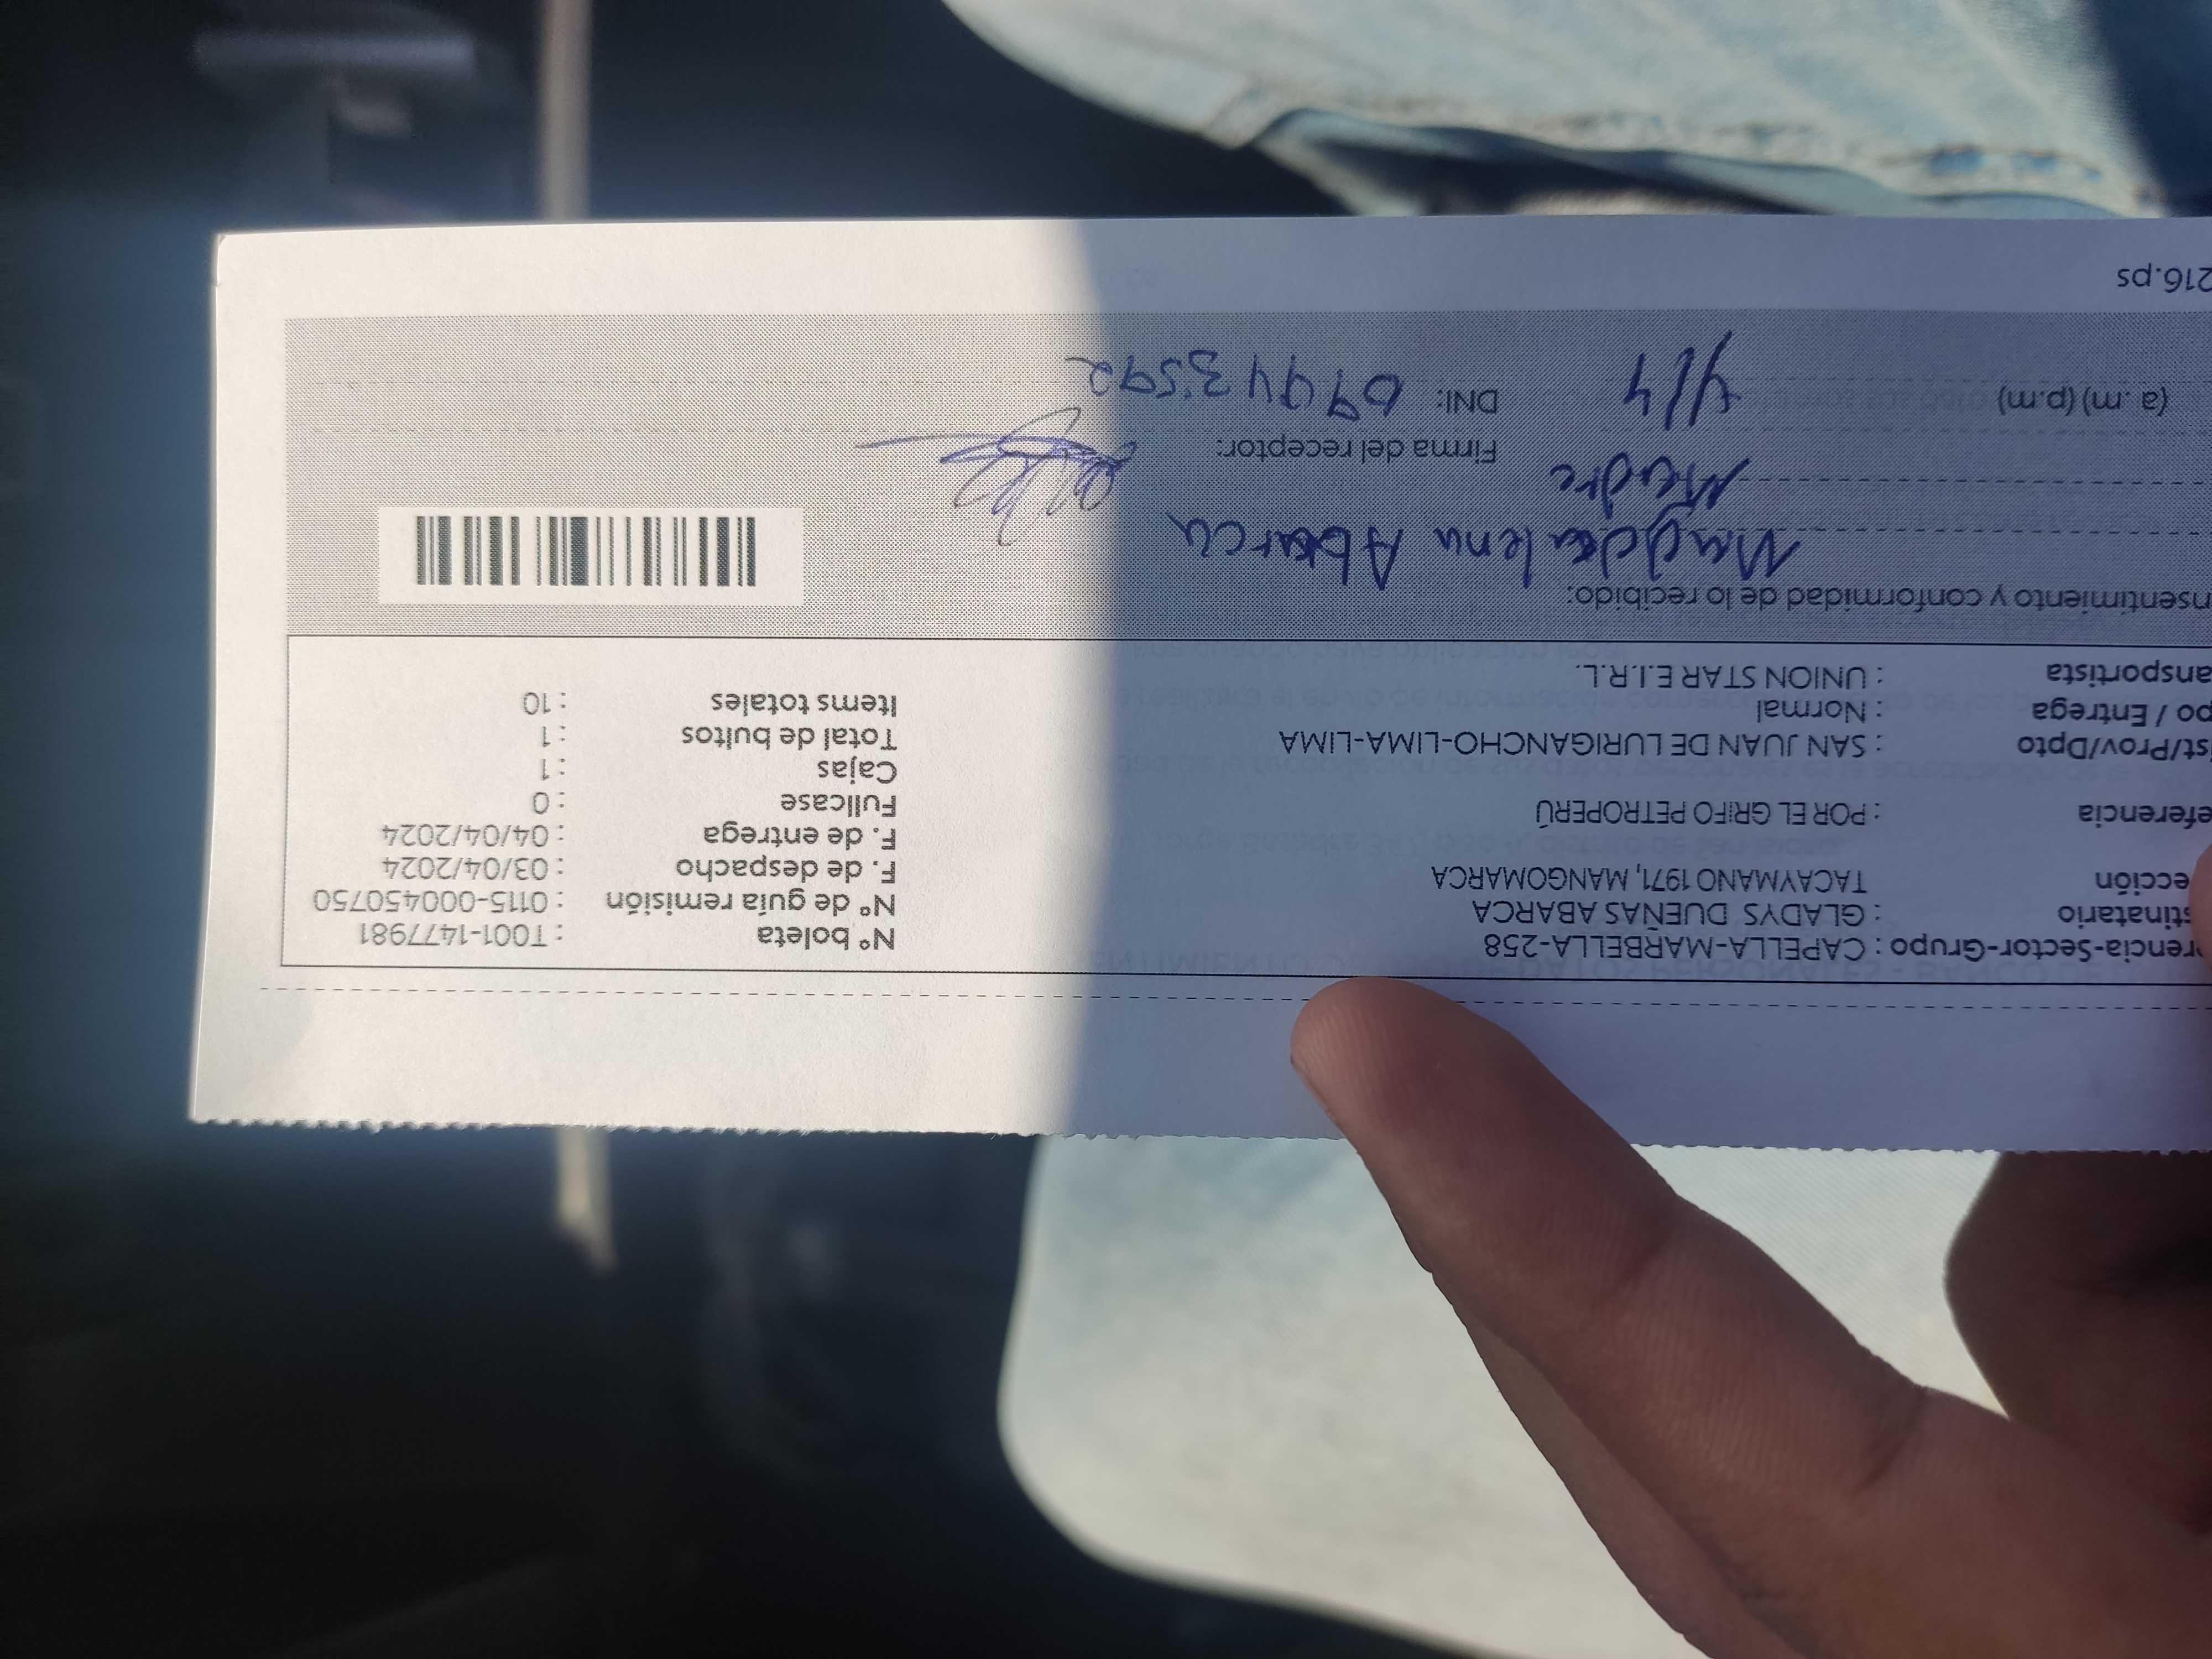 rencia-Sector-Grupo : CAPELLA-MARBELLA-258
stinatario : GLADYS DUEÑAS ABARCA
ección : TACAYMANO 1971, MANGOMARCA
eferencia : POR EL GRIFO PETROPERÚ
st/Prov/Dpto : SAN JUAN DE LURIGANCHO-LIMA-LIMA
po / Entrega : Normal
ansportista : UNION STAR E.I.R.L.
N° boleta : T001-1477981
N° de guía remisión : 0115-000450750
F. de despacho : 03/04/2024
F. de entrega : 04/04/2024
Fullcase : 0
Cajas : 1
Total de bultos : 1
Items totales : 10
nsentimiento y conformidad de lo recibido:
Magdalena Abarca
Madre
Firma del receptor:
(a. m) (p.m) 4/4 DNI:
216.ps